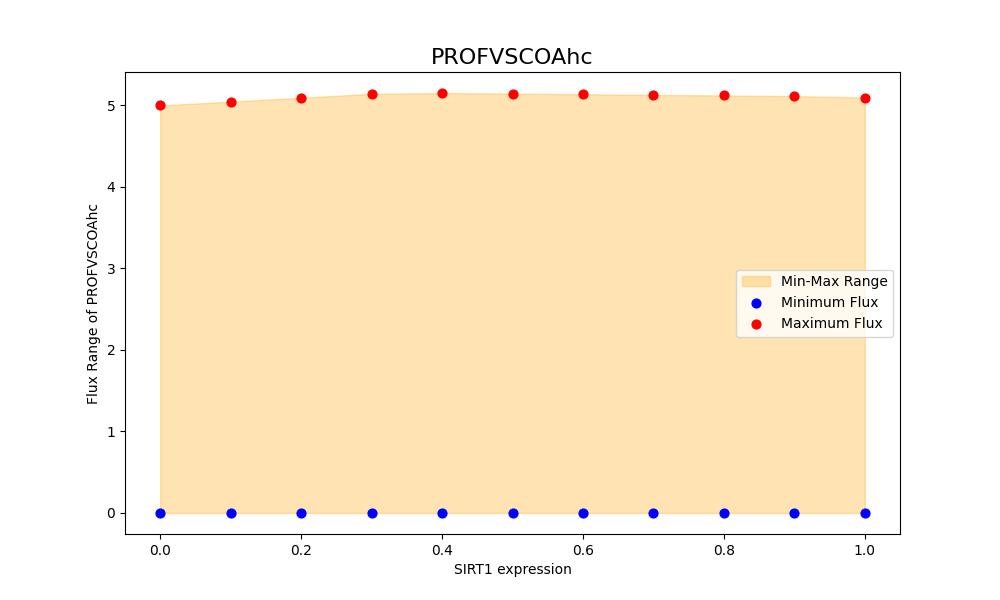 PROFVSCOAhc
Flux Range of PROFVSCOAhc
5
4
3
2
1
0
Min-Max Range
Minimum Flux
Maximum Flux
0.0 0.2 0.4 0.6 0.8 1.0
SIRT1 expression